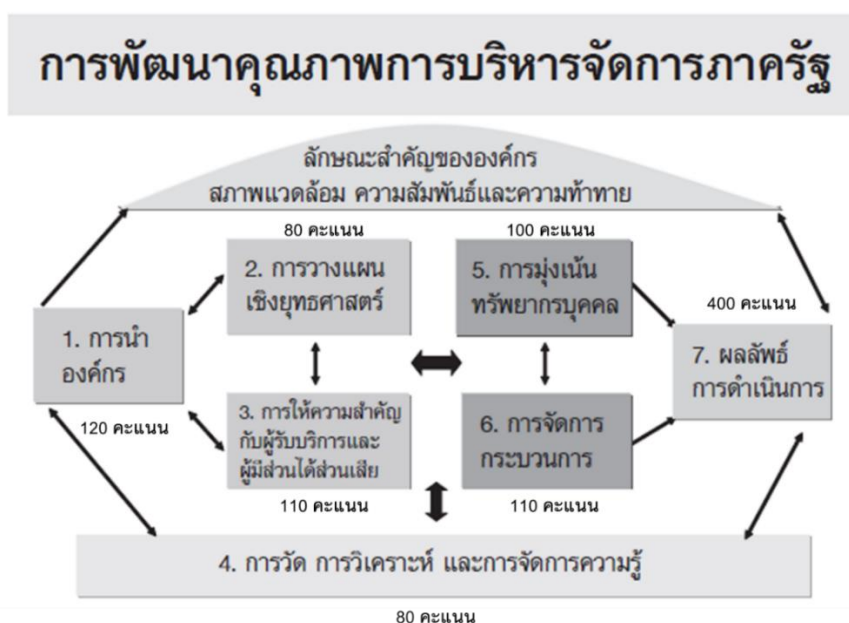 การพัฒนาคุณภาพการบริหารจัดการภาครัฐ
ลักษณะสำคัญขององค์กร
สภาพแวดล้อม ความสัมพันธ์และความท้าทาย
80 คะแนน
100 คะแนน
2. การวางแผน
เชิงยุทธศาสตร์
5. การมุ่งเน้น
ทรัพยากรบุคคล
400 คะแนน
1. การนำ
องค์กร
7. ผลลัพธ์
การดำเนินการ
120 คะแนน
3. การให้ความสำคัญ
กับผู้รับบริการและ
ผู้มีส่วนได้ส่วนเสีย
6. การจัดการ
กระบวนการ
110 คะแนน
110 คะแนน
4. การวัด การวิเคราะห์ และการจัดการความรู้
80 คะแนน